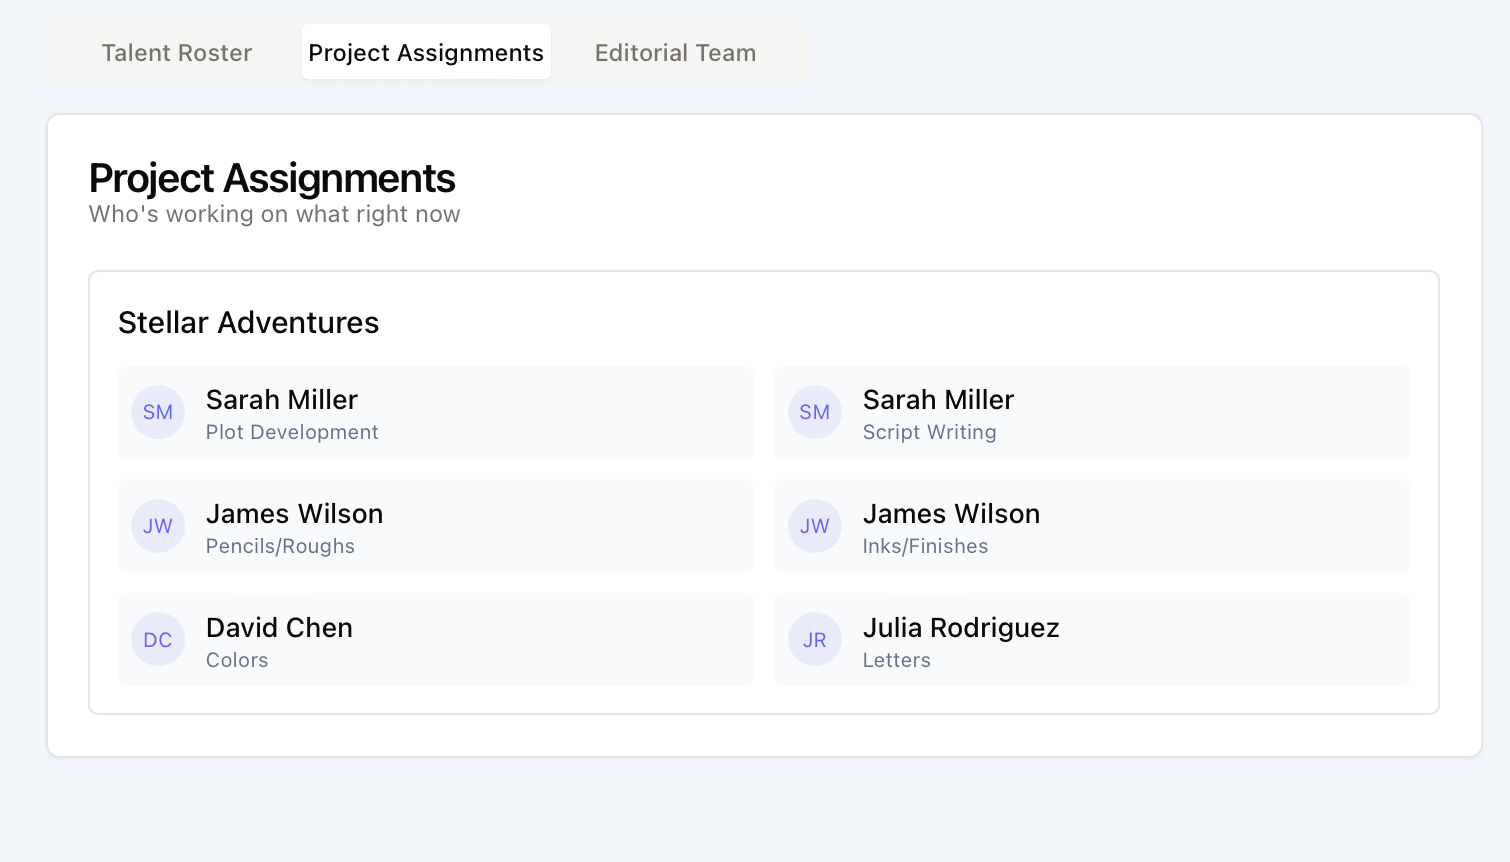 Talent Roster
Project Assignments
Editorial Team
Project Assignments
Who's working on what right now
Stellar Adventures
SM
Sarah Miller
Plot Development
SM
Sarah Miller
Script Writing
JW
James Wilson
Pencils/Roughs
JW
James Wilson
Inks/Finishes
DC
David Chen
Colors
JR
Julia Rodriguez
Letters